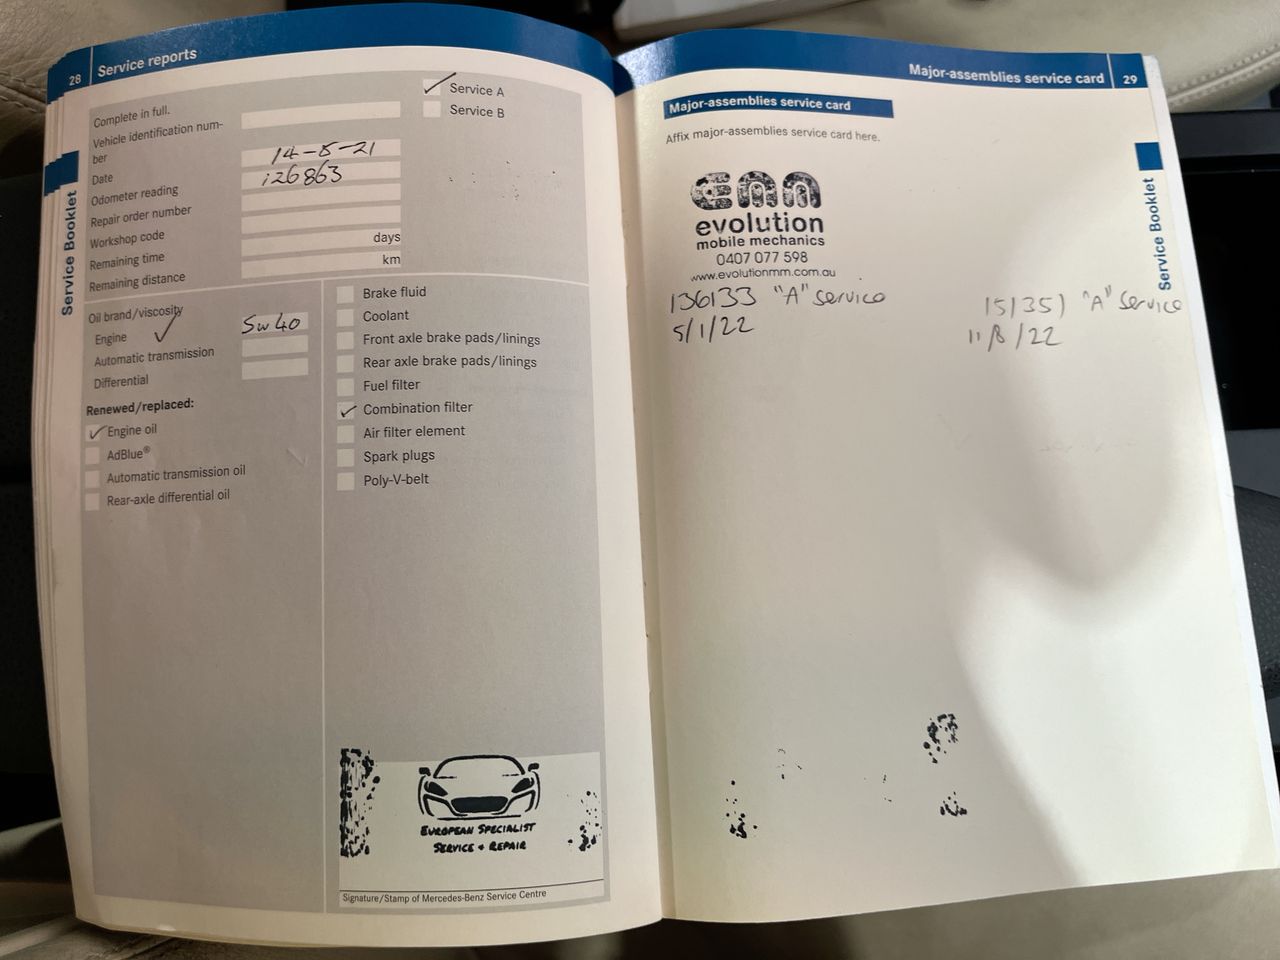 28 Service reports
Complete in full.
Vehicle identification num-
ber
Date 14-5-21
Odometer reading 126863
Repair order number
Workshop code
Remaining time days
Remaining distance km
Service A
Service B
Oil brand/viscosity
Engine 5w40
Automatic transmission
Differential
Renewed/replaced:
Engine oil
AdBlue®
Automatic transmission oil
Rear-axle differential oil
Brake fluid
Coolant
Front axle brake pads/linings
Rear axle brake pads/linings
Fuel filter
Combination filter
Air filter element
Spark plugs
Poly-V-belt
EUROPEAN SPECIALIST
SERVICE + REPAIR
Signature/Stamp of Mercedes-Benz Service Centre
Service Booklet
Major-assemblies service card 29
Major-assemblies service card
Affix major-assemblies service card here.
emm
evolution
mobile mechanics
0407 077 598
www.evolutionmm.com.au
136133 "A" service
5/1/22
151351 "A" service
11/8/22
Service Booklet